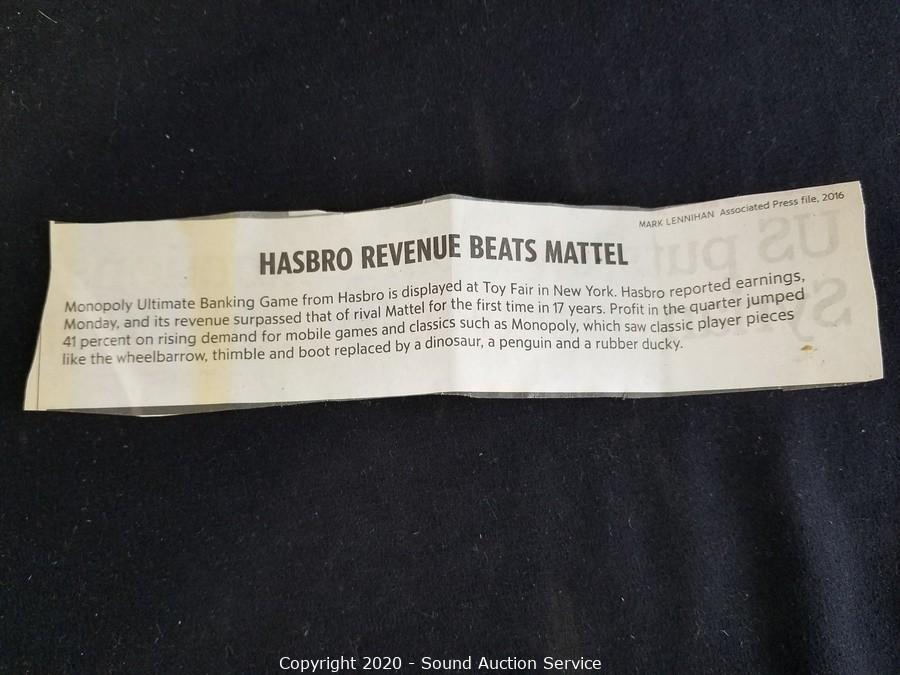 MARK LENNIHAN Associated Press file, 2016
HASBRO REVENUE BEATS MATTEL
Monopoly Ultimate Banking Game from Hasbro is displayed at Toy Fair in New York. Hasbro reported earnings,
Monday, and its revenue surpassed that of rival Mattel for the first time in 17 years. Profit in the quarter jumped
41 percent on rising demand for mobile games and classics such as Monopoly, which saw classic player pieces
like the wheelbarrow, thimble and boot replaced by a dinosaur, a penguin and a rubber ducky.
Copyright 2020 - Sound Auction Service